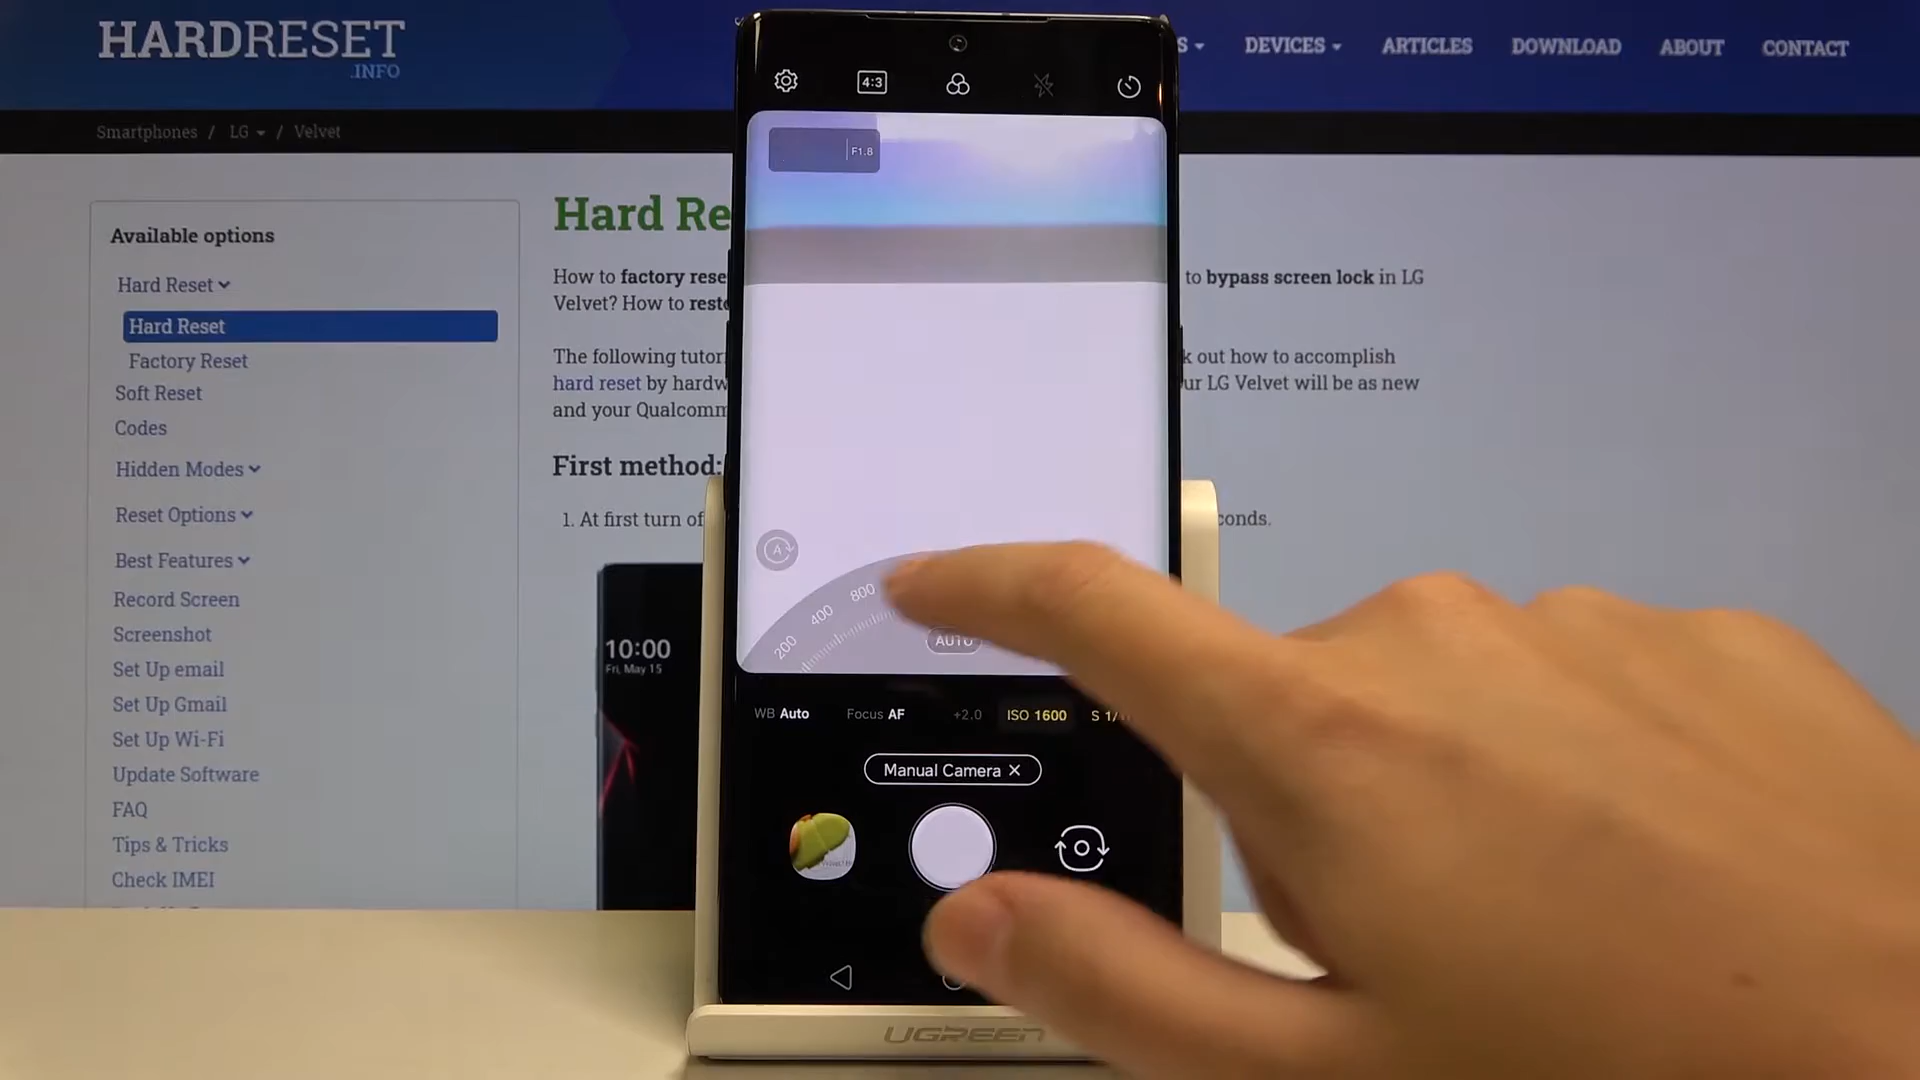 HARDRESET
.INFO
S DEVICES ARTICLES DOWNLOAD ABOUT CONTACT
Smartphones / LG / Velvet
Available options
Hard Reset
Hard Reset
Factory Reset
Soft Reset
Codes
Hidden Modes
Reset Options
Best Features
Record Screen
Screenshot
Set Up email
Set Up Gmail
Set Up Wi-Fi
Update Software
FAQ
Tips & Tricks
Check IMEI
Hard Re
How to factory rese to bypass screen lock in LG
Velvet? How to rest
The following tutor k out how to accomplish
hard reset by hardw ur LG Velvet will be as new
and your Qualcomm
First method:
1. At first turn of conds.
10:00
Fri, May 15
4:3
F1.8
A
200 400 800
AUTO
WB Auto Focus AF +2.0 ISO 1600 S 1/
Manual Camera ×
UGREEN